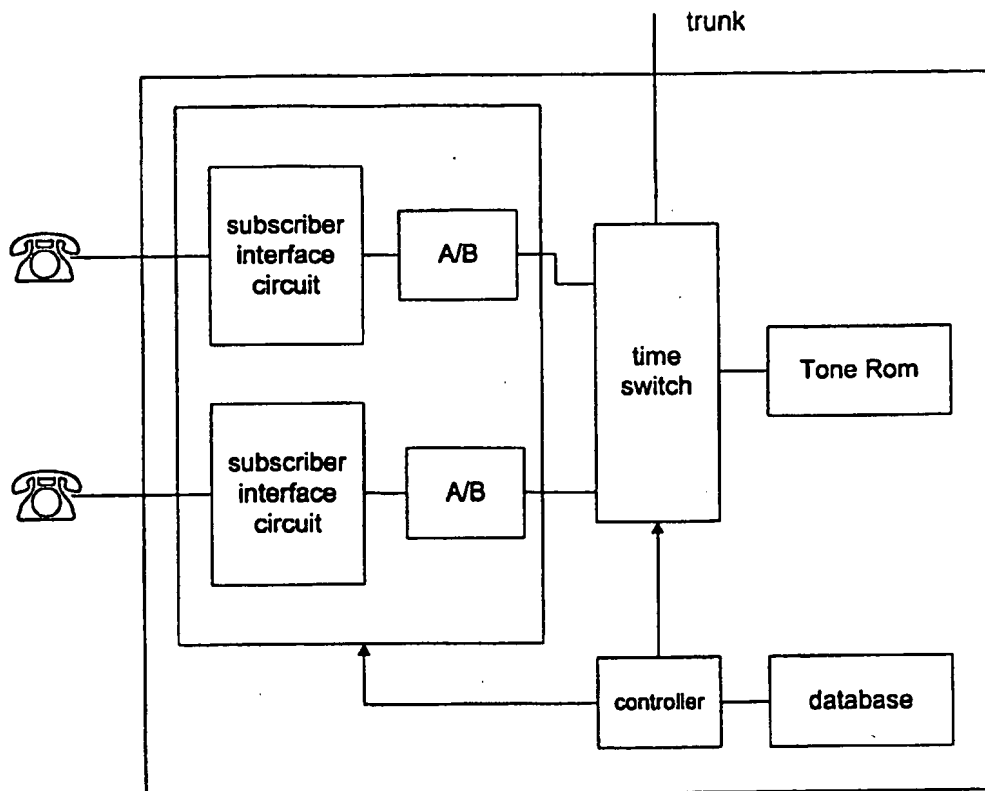 trunk
subscriber
interface
circuit
A/B
time
switch
Tone Rom
subscriber
interface
circuit
A/B
controller
database